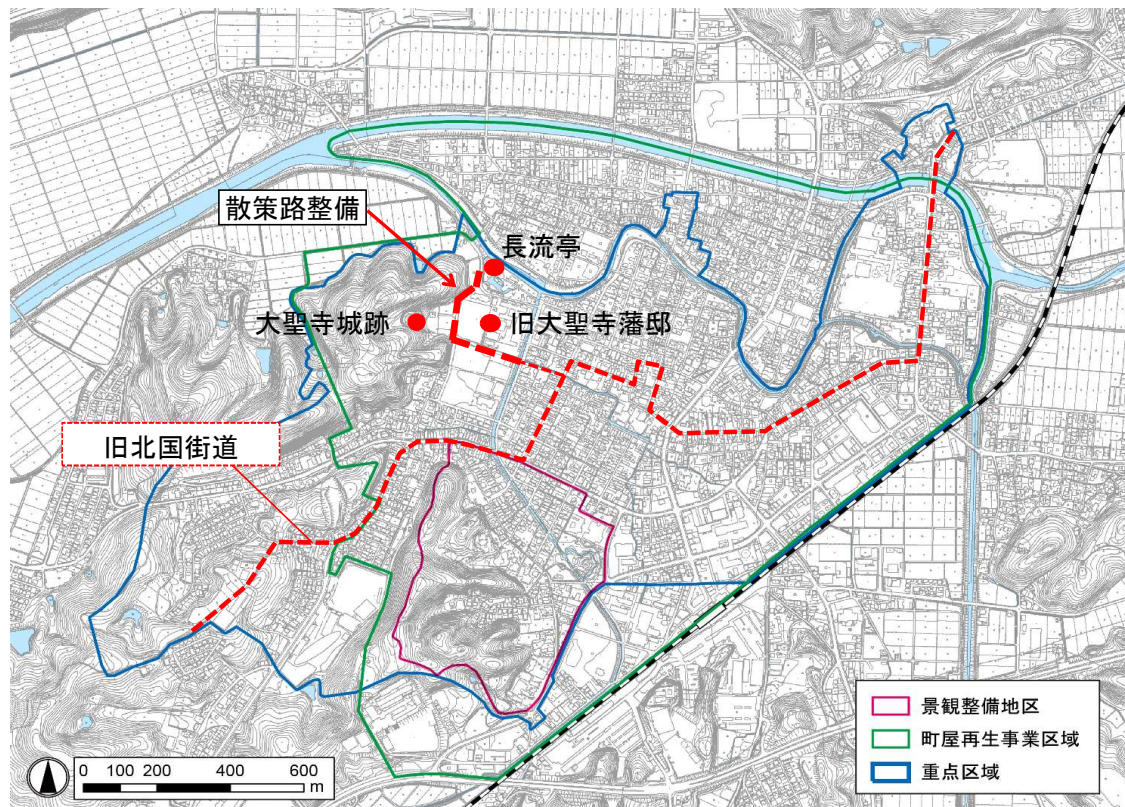 散策路整備
長流亭
大聖寺城跡
旧大聖寺藩邸
旧北国街道
景観整備地区
町屋再生事業区域
重点区域
0 100 200 400 600
m